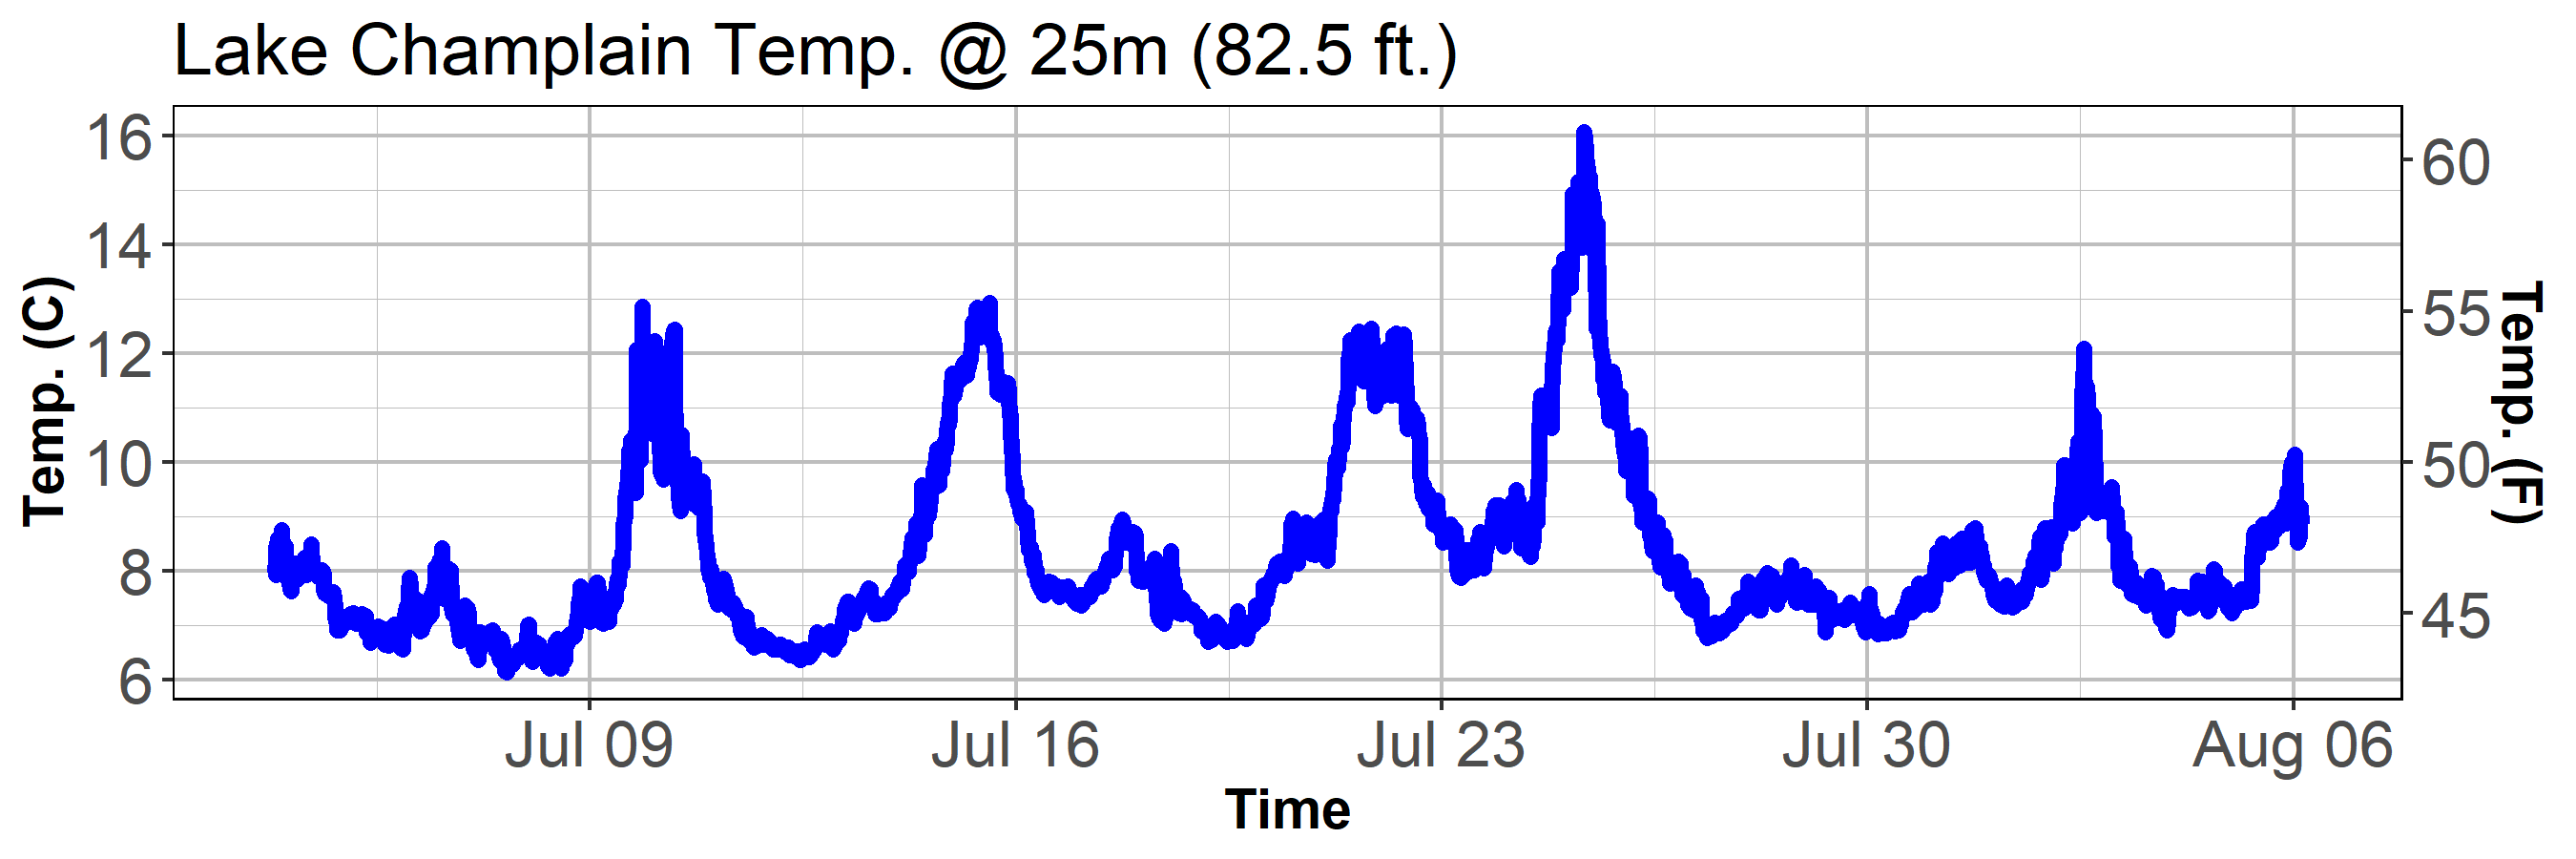 Lake Champlain Temp. @ 25m (82.5 ft.)
Temp. (C)
16
14
12
10
8
6
60
55
50
45
Temp. (F)
Jul 09 Jul 16 Jul 23 Jul 30 Aug 06
Time